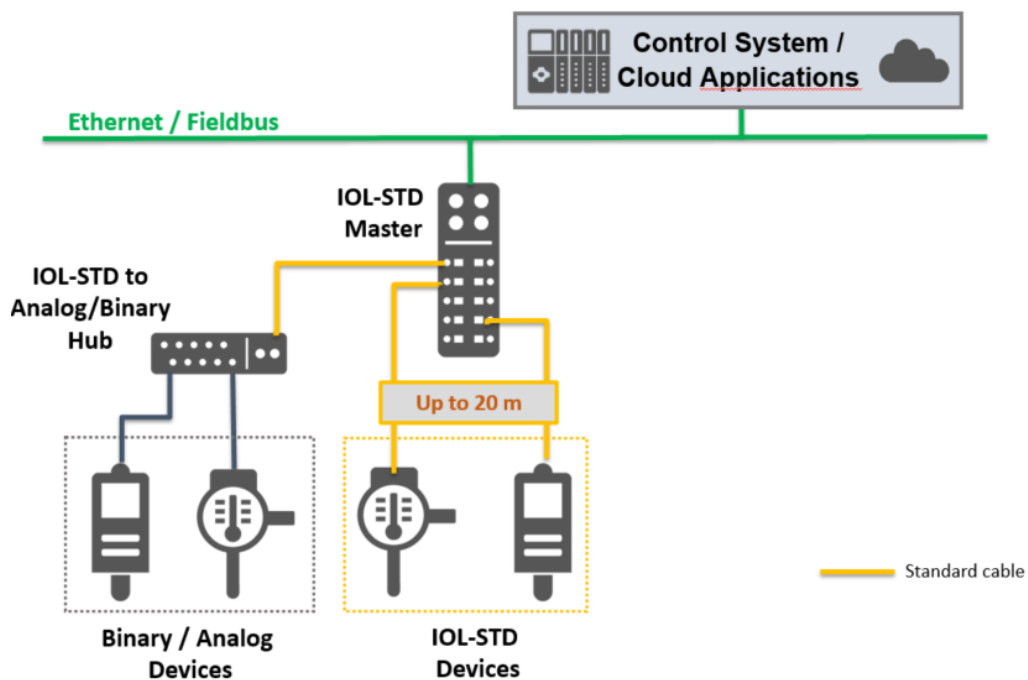 Control System /
Cloud Applications
Ethernet / Fieldbus
IOL-STD
Master
IOL-STD to
Analog/Binary
Hub
Up to 20 m
Standard cable
Binary / Analog
Devices
IOL-STD
Devices